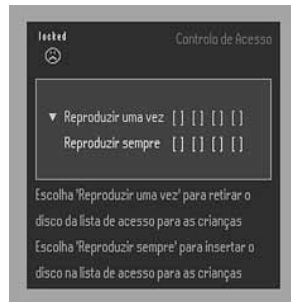 locked
Controlo de Acesso
▼ Reproduzir uma vez [ ] [ ] [ ] [ ]
Reproduzir sempre [ ] [ ] [ ] [ ]
Escolha 'Reproduzir uma vez' para retirar o
disco da lista de acesso para as crianças
Escolha 'Reproduzir sempre' para insertar o
disco na lista de acesso para as crianças